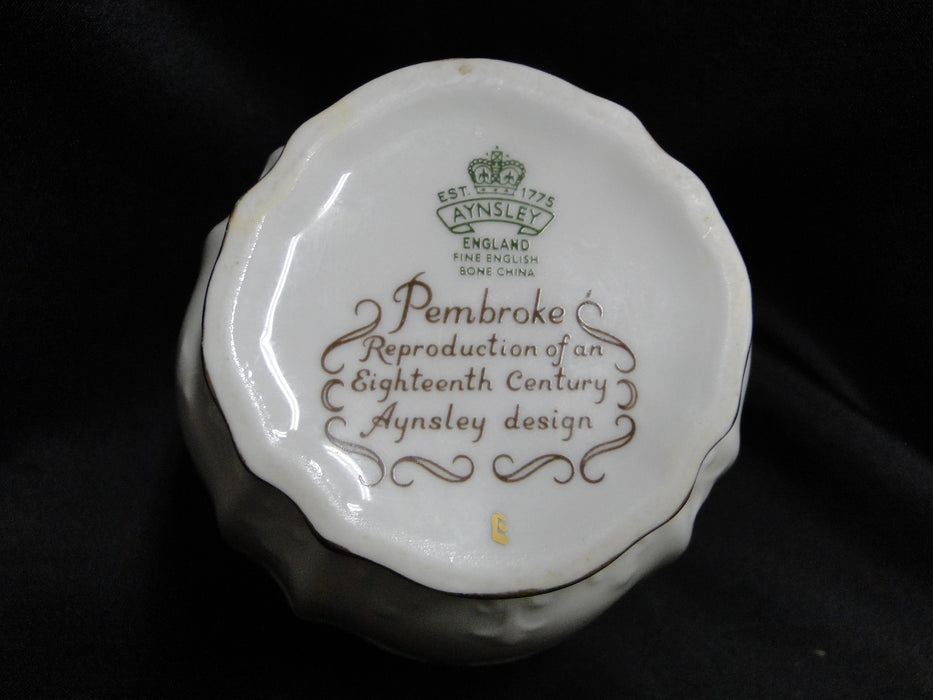 EST. 1775
AYNSLEY
ENGLAND
FINE ENGLISH
BONE CHINA
Pembroke
Reproduction of an
Eighteenth Century
Aynsley design